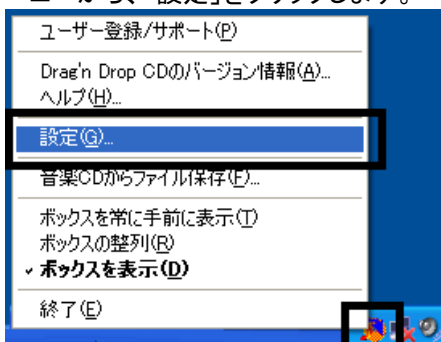 ユーザー登録/サポート(P)
Drag'n Drop CDのバージョン情報(A)...
ヘルプ(H)...
設定(G)...
音楽CDからファイル保存(F)...
ボックスを常に手前に表示(T)
ボックスの整列(R)
ボックスを表示(D)
終了(E)